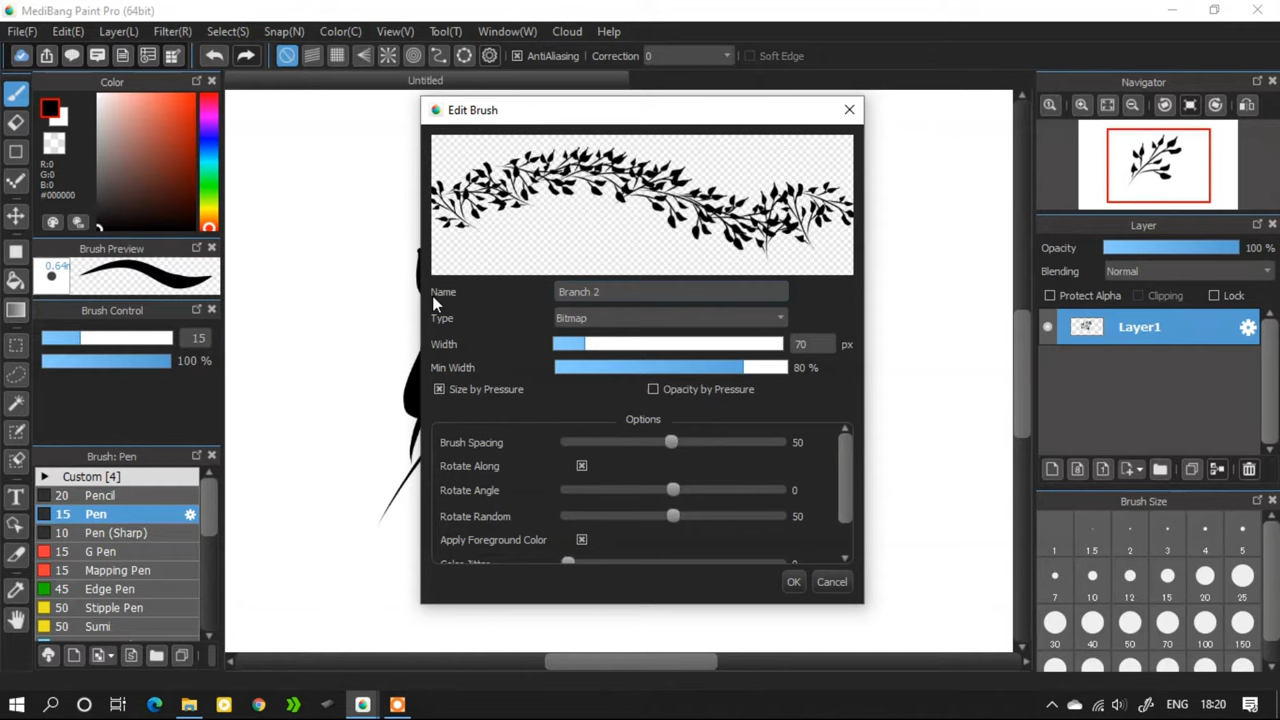 MediBang Paint Pro (64bit)
File(F) Edit(E) Layer(L) Filter(R) Select(S) Snap(N) Color(C) View(V) Tool(T) Window(W) Cloud Help
AntiAliasing Correction 0 Soft Edge
Color
Untitled
Navigator
R:0
G:0
B:0
#000000
Brush Preview
0.64
Brush Control
15
100 %
Brush: Pen
Custom [4]
20 Pencil
15 Pen
10 Pen (Sharp)
15 G Pen
15 Mapping Pen
45 Edge Pen
50 Stipple Pen
50 Sumi
Edit Brush
Name Branch 2
Type Bitmap
Width 70 px
Min Width 80 %
Size by Pressure Opacity by Pressure
Options
Brush Spacing 50
Rotate Along
Rotate Angle 0
Rotate Random 50
Apply Foreground Color
OK Cancel
Layer
Opacity 100 %
Blending Normal
Protect Alpha Clipping Lock
Layer1
Brush Size
1 1.5 2 3 4 5
7 10 12 15 20 25
30 40 50 70 100 150
ENG 18:20